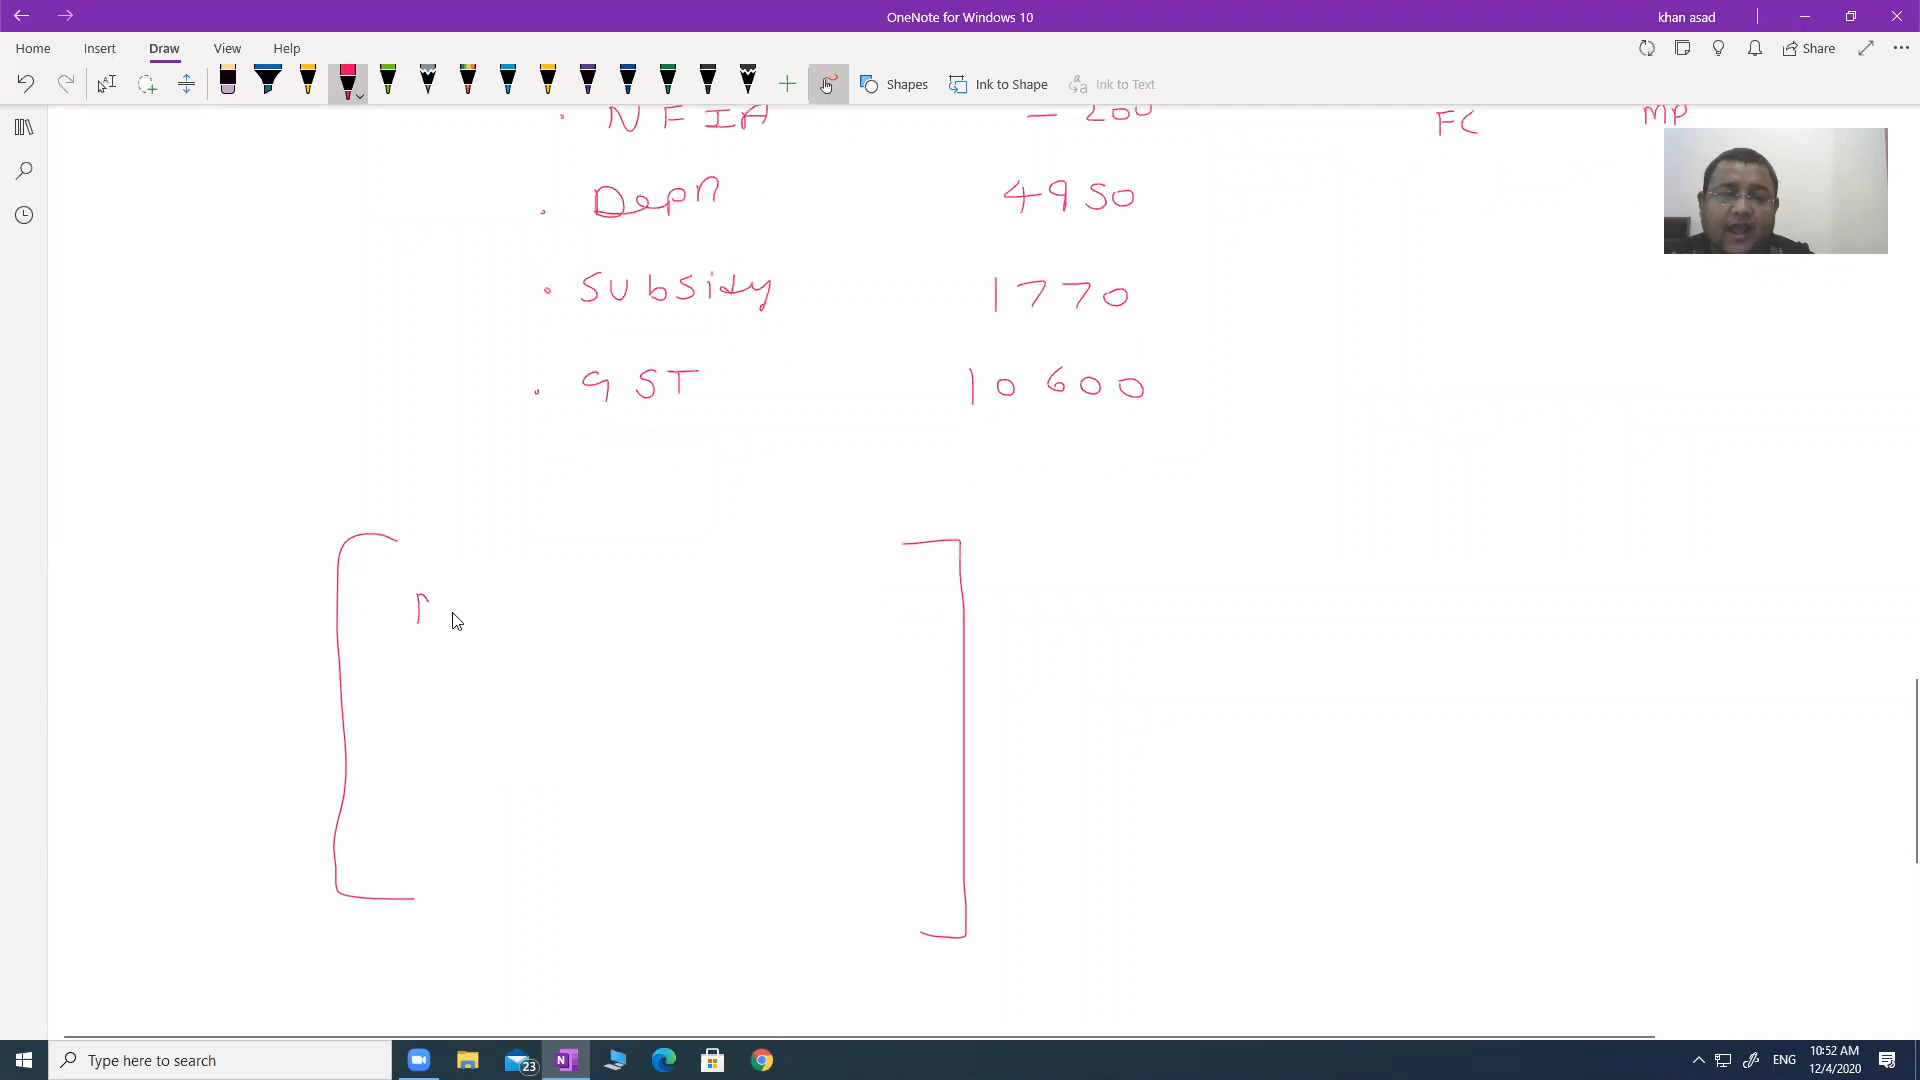 OneNote for Windows 10
khan asad
Home Insert Draw View Help
Share
Shapes Ink to Shape Ink to Text
• NFIA - 200 FC MP
• Depn 4950
• Subsidy 1770
• GST 10600
Type here to search
23
ENG
10:52 AM
12/4/2020